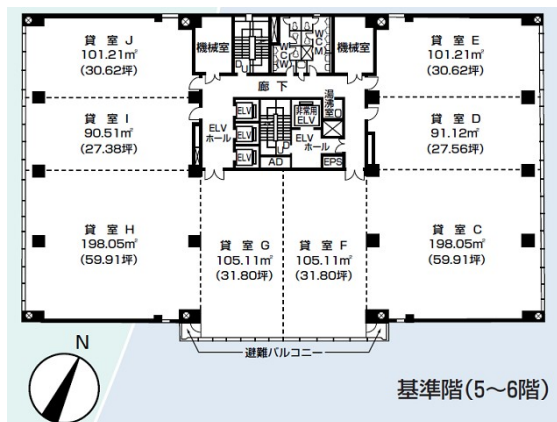 貸 室 J
101.21㎡
(30.62坪)
機械室
D
U
WCW
WCM
機械室
貸 室 E
101.21㎡
(30.62坪)
廊 下
湯沸室
貸 室 I
90.51㎡
(27.38坪)
ELV
ELV
ELV
ELV
ホール
非常用
ELV
ELV
ホール
AD
EPS
貸 室 D
91.12㎡
(27.56坪)
貸 室 H
198.05㎡
(59.91坪)
貸 室 G
105.11㎡
(31.80坪)
貸 室 F
105.11㎡
(31.80坪)
貸 室 C
198.05㎡
(59.91坪)
避難バルコニー
N
基準階(5〜6階)